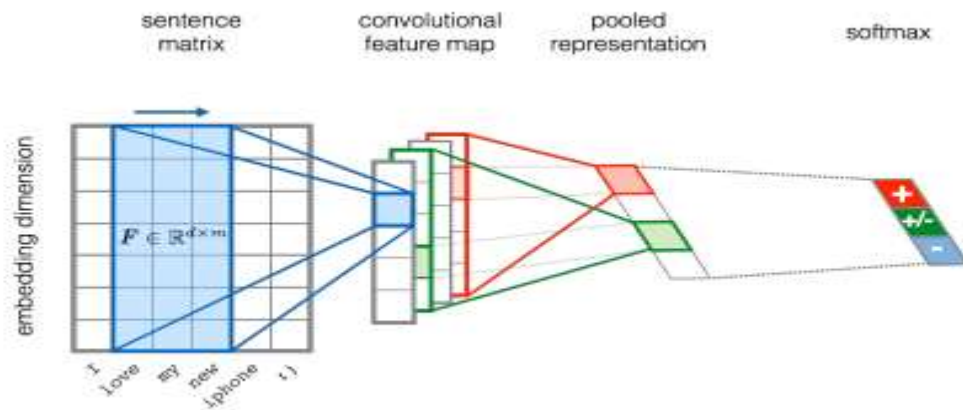 sentence
matrix
convolutional
feature map
pooled
representation
softmax
embedding dimension
F ∈ ℝ^{d×m}
I
love
my
new
iphone
:)
+
+/-
-